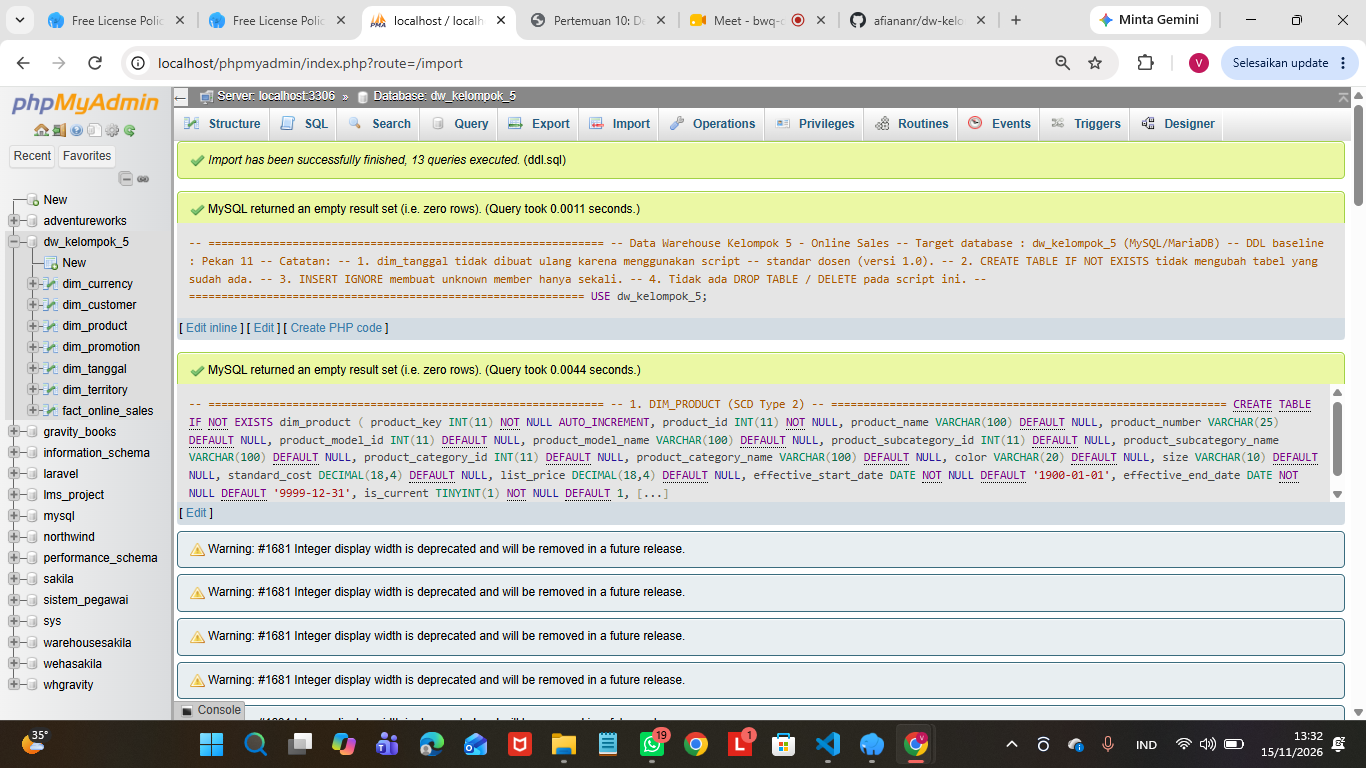 Free License Polic
Free License Polic
localhost / localh
Pertemuan 10: De
Meet - bwq-c
afianann/dw-kelo
Minta Gemini
localhost/phpmyadmin/index.php?route=/import
V
Selesaikan update
phpMyAdmin
Recent
Favorites
New
adventureworks
dw_kelompok_5
New
dim_currency
dim_customer
dim_product
dim_promotion
dim_tanggal
dim_territory
fact_online_sales
gravity_books
information_schema
laravel
lms_project
mysql
northwind
performance_schema
sakila
sistem_pegawai
sys
warehousesakila
wehasakila
whgravity
Server: localhost:3306 » Database: dw_kelompok_5
Structure
SQL
Search
Query
Export
Import
Operations
Privileges
Routines
Events
Triggers
Designer
Import has been successfully finished, 13 queries executed. (ddl.sql)
MySQL returned an empty result set (i.e. zero rows). (Query took 0.0011 seconds.)
-- ============================================================= -- Data Warehouse Kelompok 5 - Online Sales -- Target database : dw_kelompok_5 (MySQL/MariaDB) -- DDL baseline
: Pekan 11 -- Catatan: -- 1. dim_tanggal tidak dibuat ulang karena menggunakan script -- standar dosen (versi 1.0). -- 2. CREATE TABLE IF NOT EXISTS tidak mengubah tabel yang
sudah ada. -- 3. INSERT IGNORE membuat unknown member hanya sekali. -- 4. Tidak ada DROP TABLE / DELETE pada script ini. --
============================================================= USE dw_kelompok_5;
[ Edit inline ] [ Edit ] [ Create PHP code ]
MySQL returned an empty result set (i.e. zero rows). (Query took 0.0044 seconds.)
-- ============================================================= -- 1. DIM_PRODUCT (SCD Type 2) -- ============================================================= CREATE TABLE
IF NOT EXISTS dim_product ( product_key INT(11) NOT NULL AUTO_INCREMENT, product_id INT(11) NOT NULL, product_name VARCHAR(100) DEFAULT NULL, product_number VARCHAR(25)
DEFAULT NULL, product_model_id INT(11) DEFAULT NULL, product_model_name VARCHAR(100) DEFAULT NULL, product_subcategory_id INT(11) DEFAULT NULL, product_subcategory_name
VARCHAR(100) DEFAULT NULL, product_category_id INT(11) DEFAULT NULL, product_category_name VARCHAR(100) DEFAULT NULL, color VARCHAR(20) DEFAULT NULL, size VARCHAR(10) DEFAULT
NULL, standard_cost DECIMAL(18,4) DEFAULT NULL, list_price DECIMAL(18,4) DEFAULT NULL, effective_start_date DATE NOT NULL DEFAULT '1900-01-01', effective_end_date DATE NOT
NULL DEFAULT '9999-12-31', is_current TINYINT(1) NOT NULL DEFAULT 1, [...]
[ Edit ]
Warning: #1681 Integer display width is deprecated and will be removed in a future release.
Warning: #1681 Integer display width is deprecated and will be removed in a future release.
Warning: #1681 Integer display width is deprecated and will be removed in a future release.
Warning: #1681 Integer display width is deprecated and will be removed in a future release.
Console
35°
19
1
IND
13:32
15/11/2026